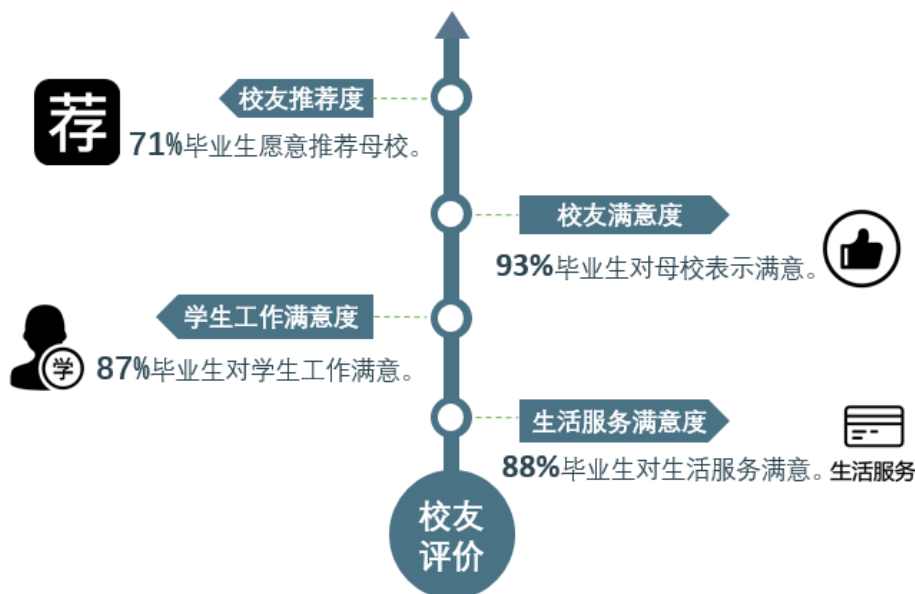 荐
校友推荐度
71%毕业生愿意推荐母校。
校友满意度
93%毕业生对母校表示满意。
学生工作满意度
学
87%毕业生对学生工作满意。
生活服务满意度
88%毕业生对生活服务满意。
生活服务
校友
评价